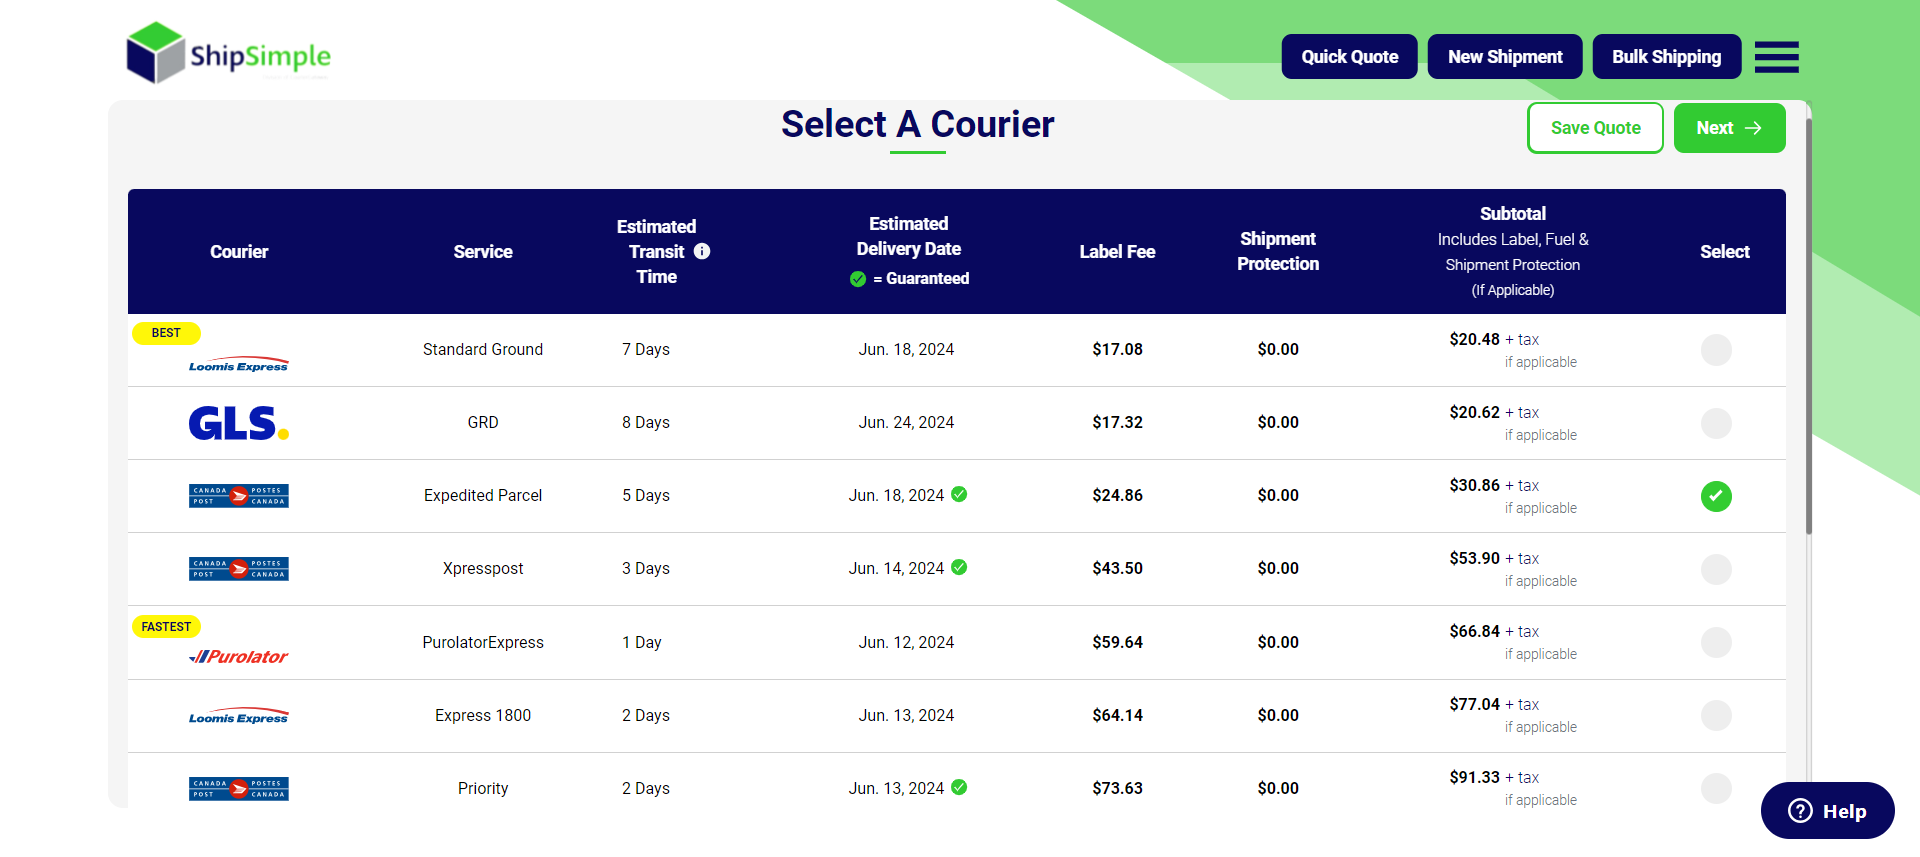 ShipSimple
Quick Quote
New Shipment
Bulk Shipping
Select A Courier
Save Quote
Next
Courier
Service
Estimated
Transit
Time
Estimated
Delivery Date
= Guaranteed
Label Fee
Shipment
Protection
Subtotal
Includes Label, Fuel &
Shipment Protection
(If Applicable)
Select
BEST
Loomis Express
Standard Ground
7 Days
Jun. 18, 2024
$17.08
$0.00
$20.48 + tax
if applicable
GLS.
GRD
8 Days
Jun. 24, 2024
$17.32
$0.00
$20.62 + tax
if applicable
CANADA POSTES
POST CANADA
Expedited Parcel
5 Days
Jun. 18, 2024
$24.86
$0.00
$30.86 + tax
if applicable
CANADA POSTES
POST CANADA
Xpresspost
3 Days
Jun. 14, 2024
$43.50
$0.00
$53.90 + tax
if applicable
FASTEST
Purolator
PurolatorExpress
1 Day
Jun. 12, 2024
$59.64
$0.00
$66.84 + tax
if applicable
Loomis Express
Express 1800
2 Days
Jun. 13, 2024
$64.14
$0.00
$77.04 + tax
if applicable
CANADA POSTES
POST CANADA
Priority
2 Days
Jun. 13, 2024
$73.63
$0.00
$91.33 + tax
if applicable
Help